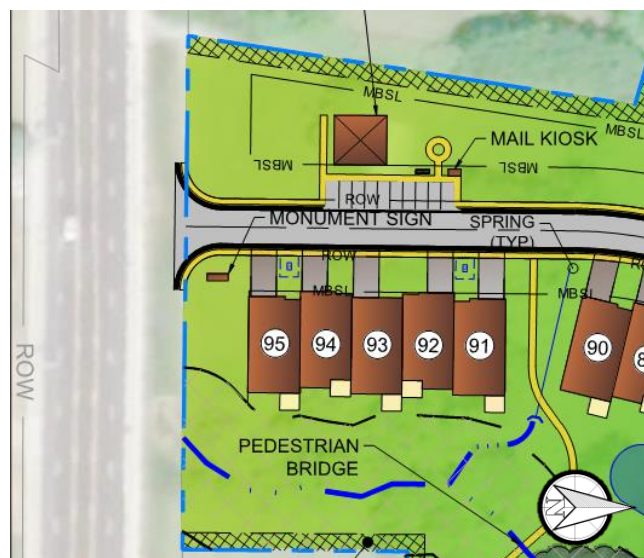 MBSL
MBSL
MAIL KIOSK
MBSL
MBSL
ROW
MONUMENT SIGN
SPRING
(TYP)
ROW
MBSL
MBSL
95
94
93
92
91
90
ROW
PEDESTRIAN
BRIDGE
N